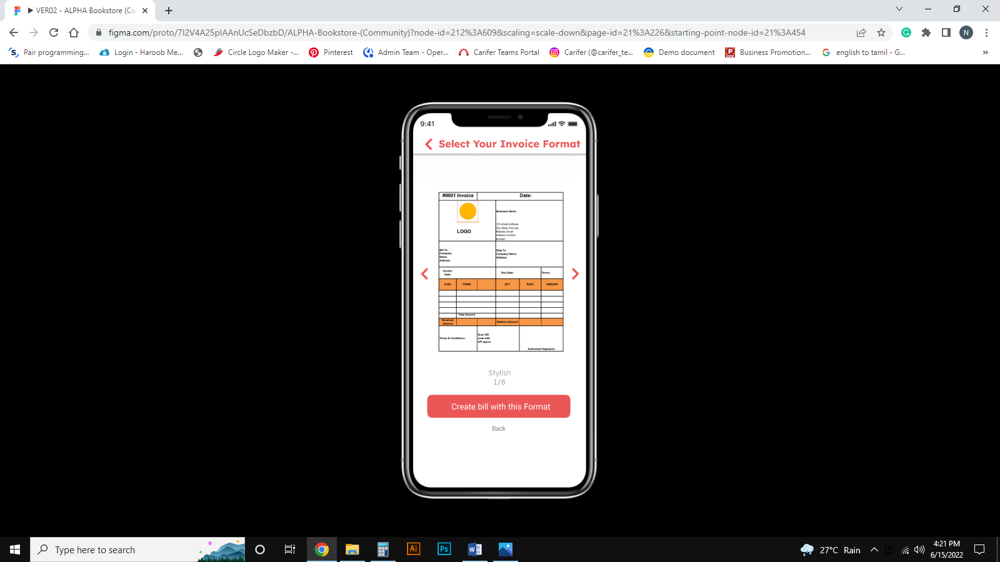 VER02 - ALPHA Bookstore (Co
figma.com/proto/7I2V4A25pIAAnUcSeDbzbD/ALPHA-Bookstore-(Community)?node-id=212%3A609&scaling=scale-down&page-id=21%3A226&starting-point-node-id=21%3A454
N
Pair programming...
Login - Haroob Me...
Circle Logo Maker -...
Pinterest
Admin Team - Oper...
Carifer Teams Portal
Carifer (@carifer_te...
Demo document
Business Promotion...
english to tamil - G...
9:41
Select Your Invoice Format
#0001 Invoice
Date:
LOGO
Business Name
123 street Address,
City, State, Pincode,
Website, Email
Address Contact
Number
Bill To
Company
Name
Address
Ship To
Company Name
Address
Invoice
Date:
Due Date:
Terms:
S.NO
ITEMS
QTY
RATE
AMOUNT
Total Amount
Received
Amount
Balance Amount
Terms & Conditions:
Scan QR
code with
UPI app to
Authorised Signature
Stylish
1/8
Create bill with this Format
Back
Type here to search
Ai
Ps
W
27°C Rain
4:21 PM
6/15/2022